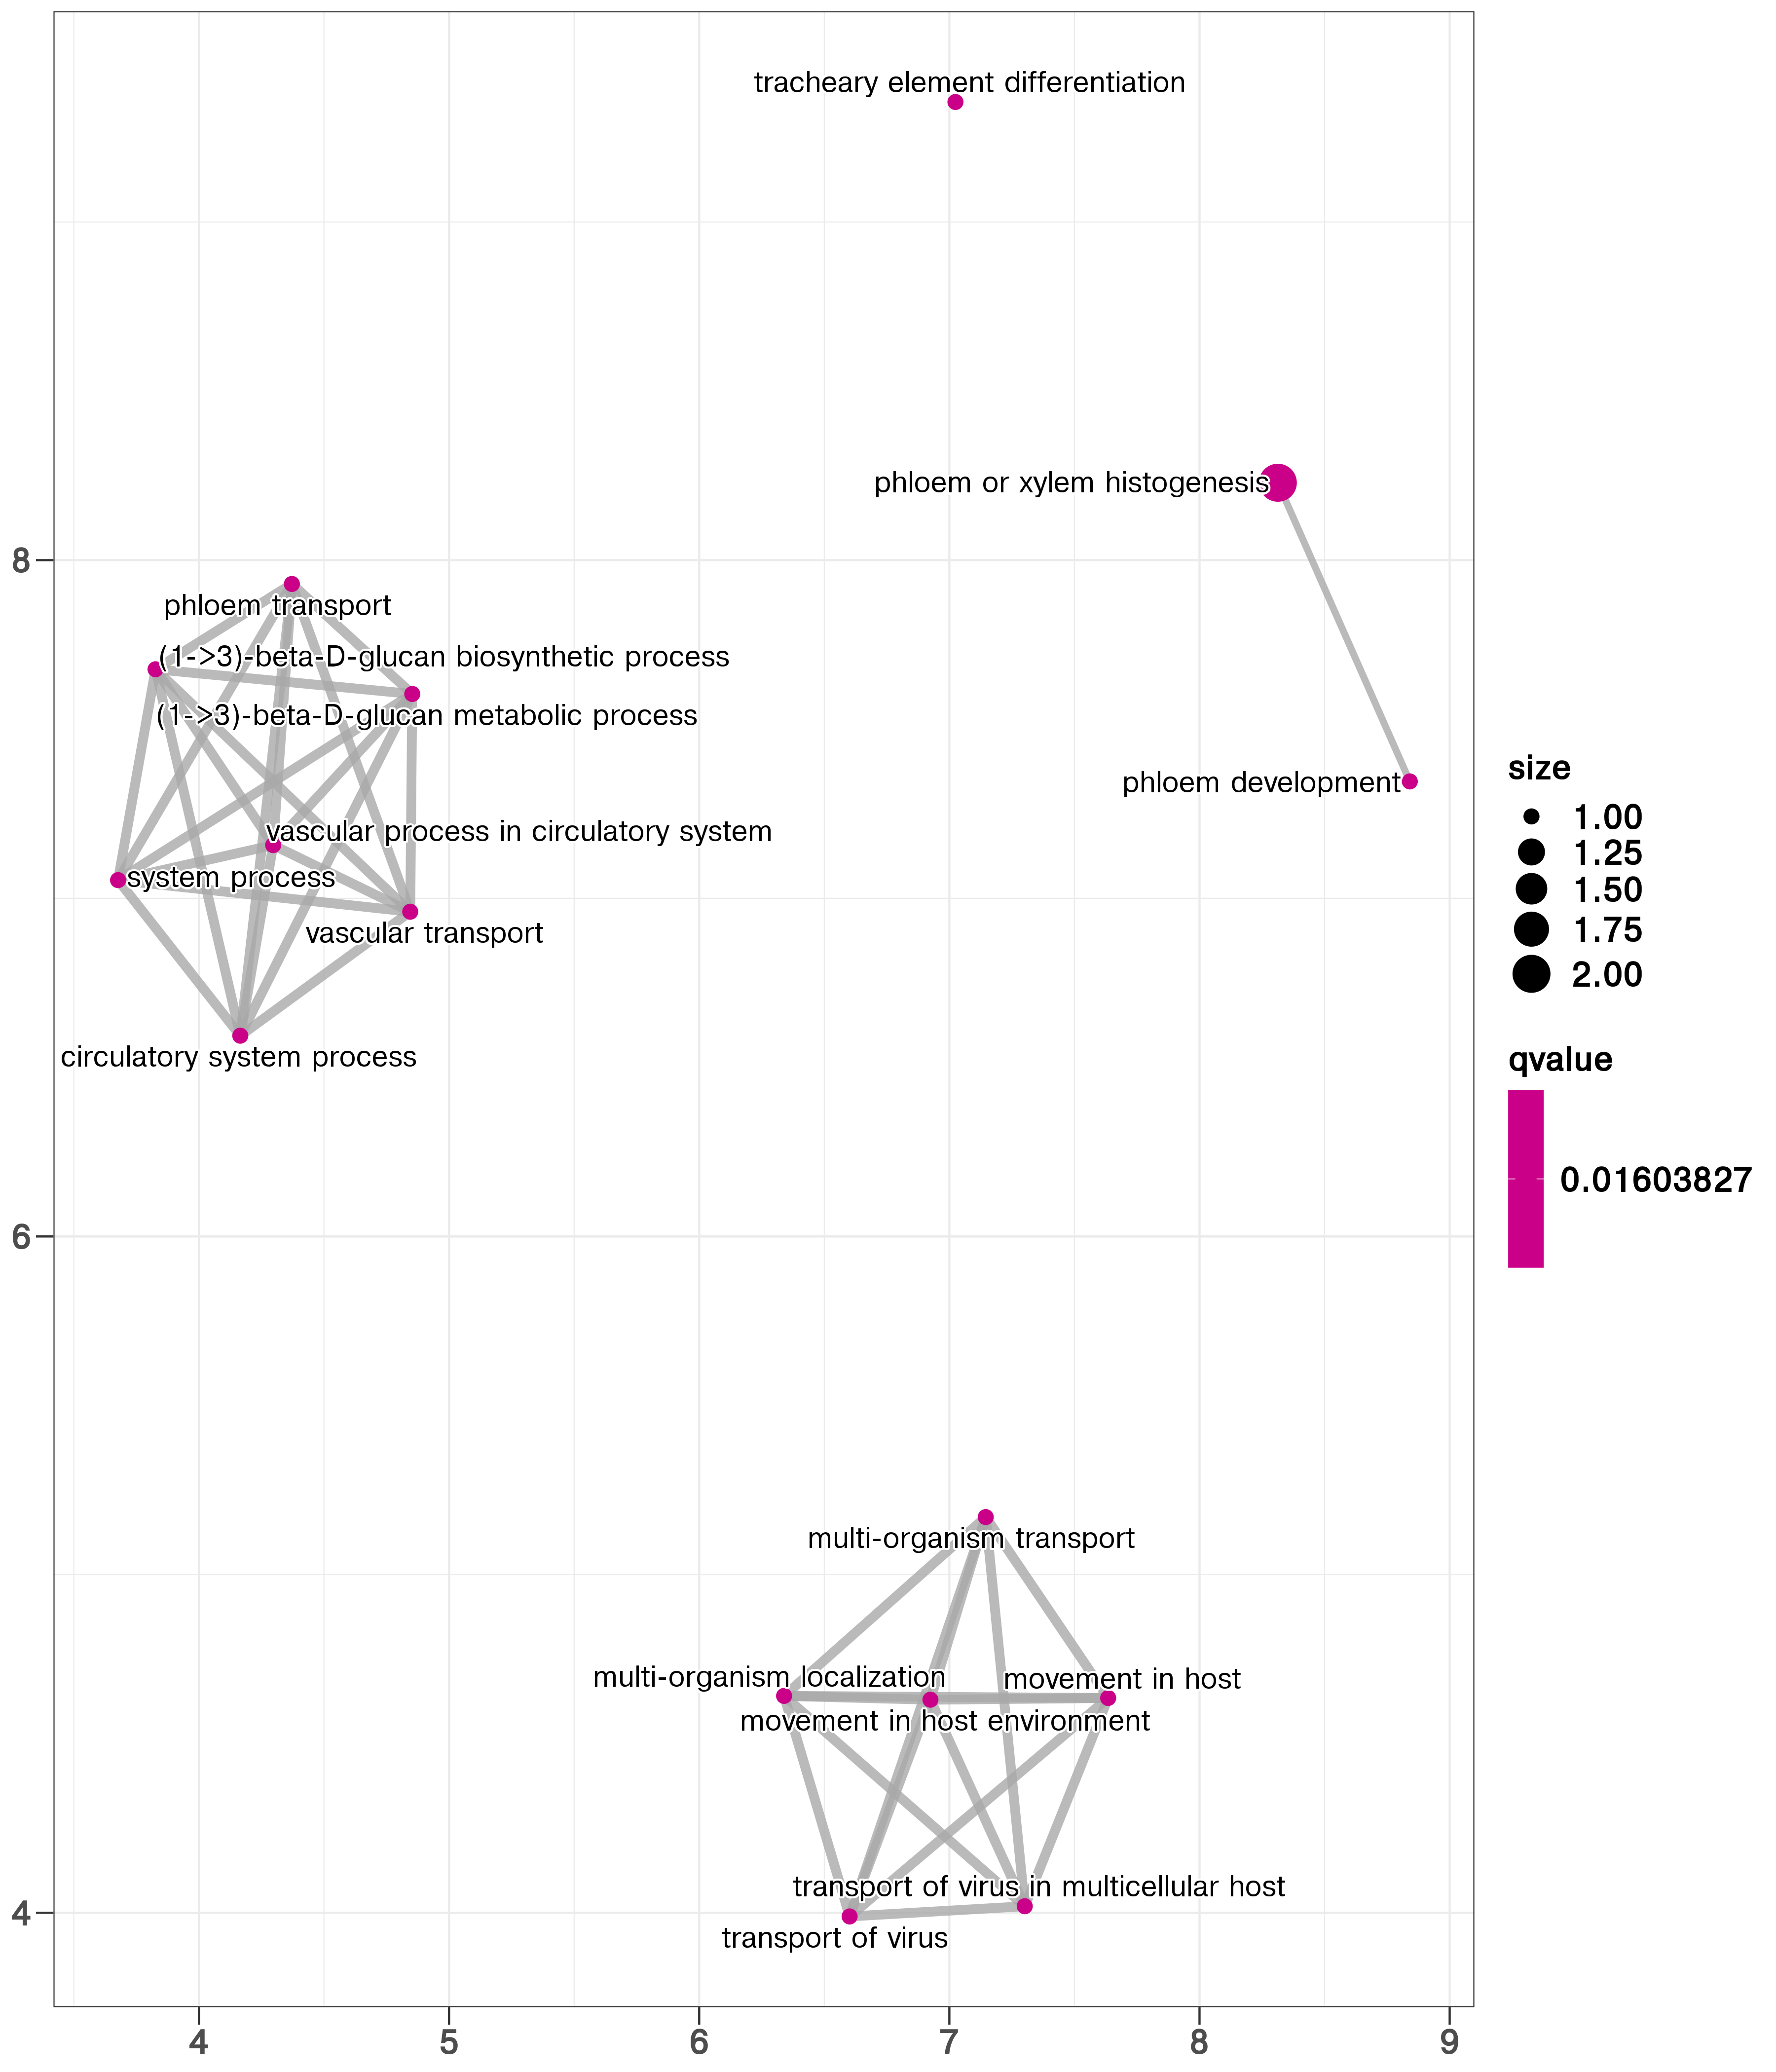 tracheary element differentiation
phloem or xylem histogenesis
8
phloem transport
(1->3)-beta-D-glucan biosynthetic process
(1->3)-beta-D-glucan metabolic process
phloem development
vascular process in circulatory system
system process
vascular transport
circulatory system process
6
multi-organism transport
multi-organism localization
movement in host
movement in host environment
transport of virus in multicellular host
4
transport of virus
4 5 6 7 8 9
size
1.00
1.25
1.50
1.75
2.00
qvalue
0.01603827